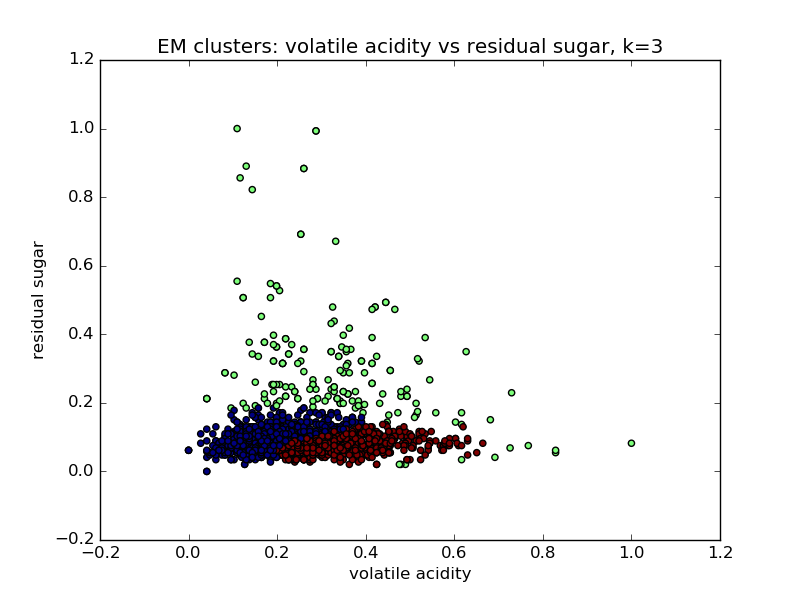 EM clusters: volatile acidity vs residual sugar, k=3
1.2
1.0
0.8
0.6
0.4
0.2
0.0
−0.2
residual sugar
−0.2 0.0 0.2 0.4 0.6 0.8 1.0 1.2
volatile acidity